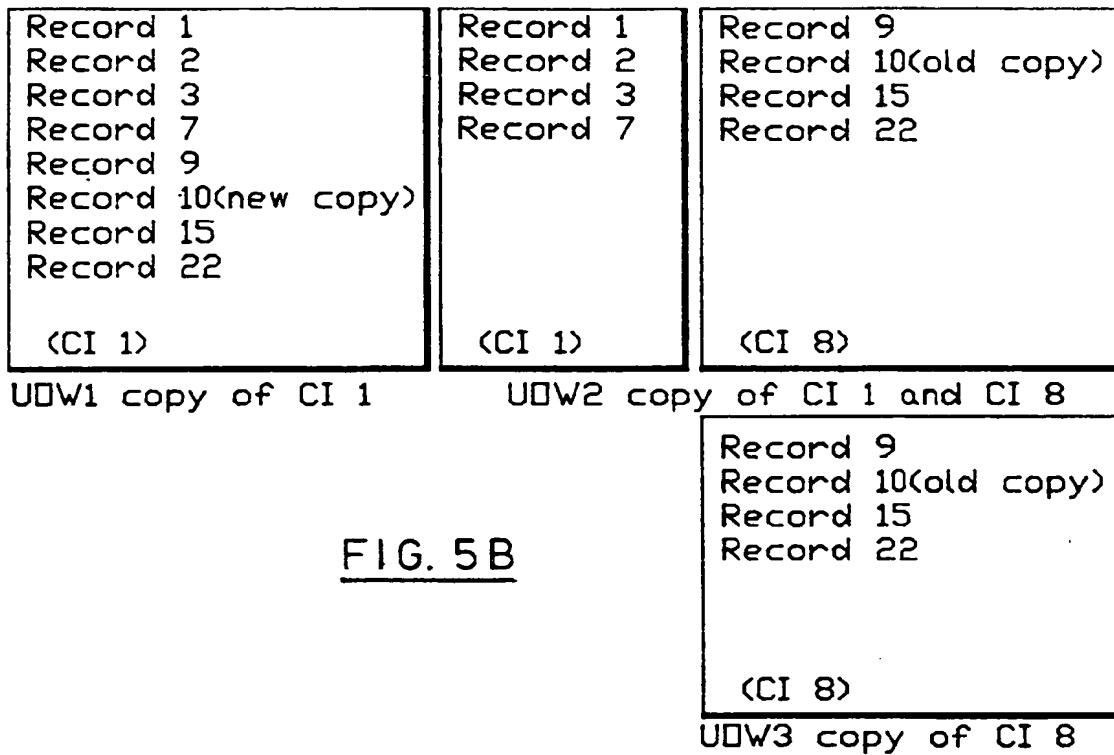 Record 1
Record 2
Record 3
Record 7
Record 9
Record 10(new copy)
Record 15
Record 22
(CI 1)
UOW1 copy of CI 1
Record 1
Record 2
Record 3
Record 7
(CI 1)
Record 9
Record 10(old copy)
Record 15
Record 22
(CI 8)
UOW2 copy of CI 1 and CI 8
Record 9
Record 10(old copy)
Record 15
Record 22
(CI 8)
UOW3 copy of CI 8
FIG. 5B